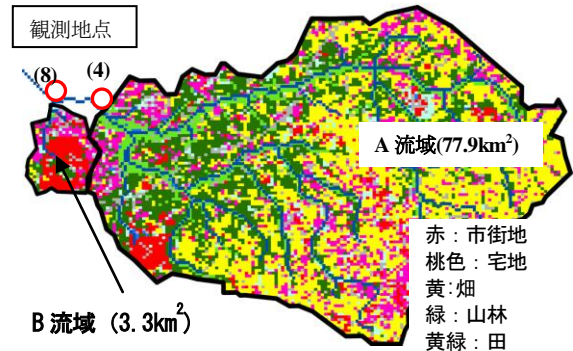 観測地点
(8)
(4)
A 流域(77.9km²)
赤：市街地
桃色：宅地
黄:畑
緑：山林
黄緑：田
B 流域（3.3km²）